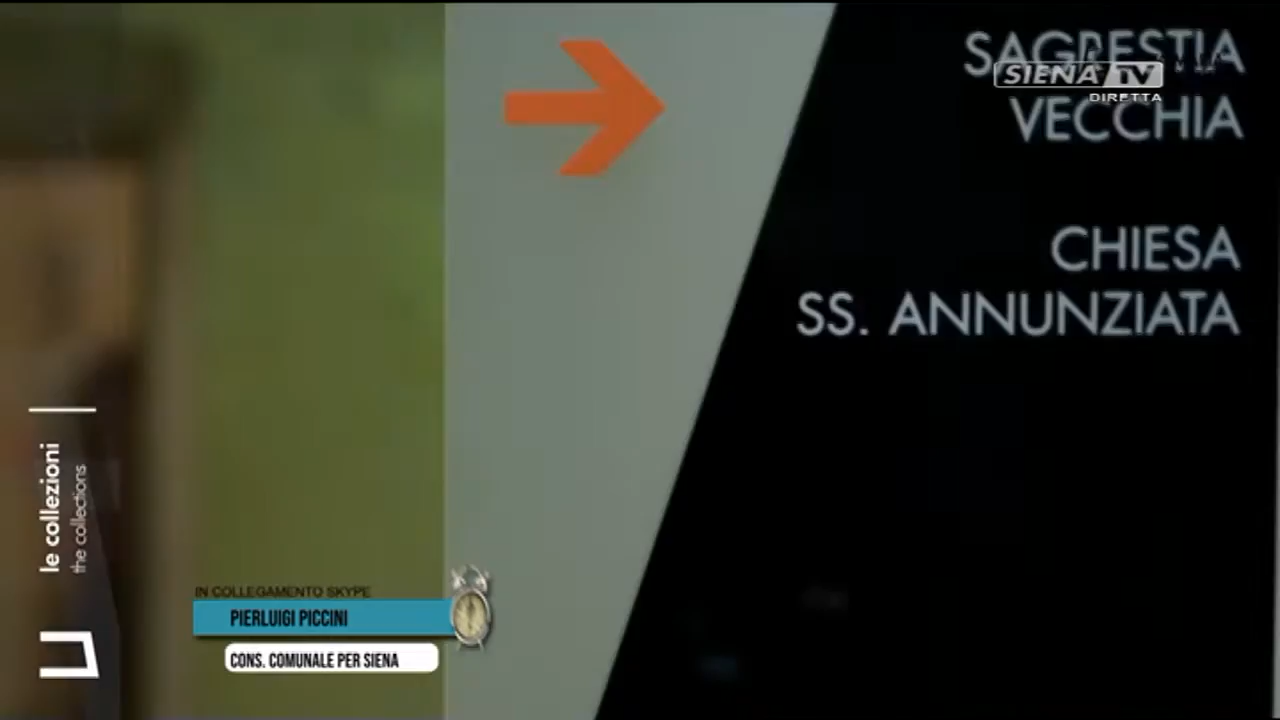 SAGRESTIA
VECCHIA
SIENA TV
DIRETTA
CHIESA
SS. ANNUNZIATA
le collezioni
the collections
IN COLLEGAMENTO SKYPE
PIERLUIGI PICCINI
CONS. COMUNALE PER SIENA